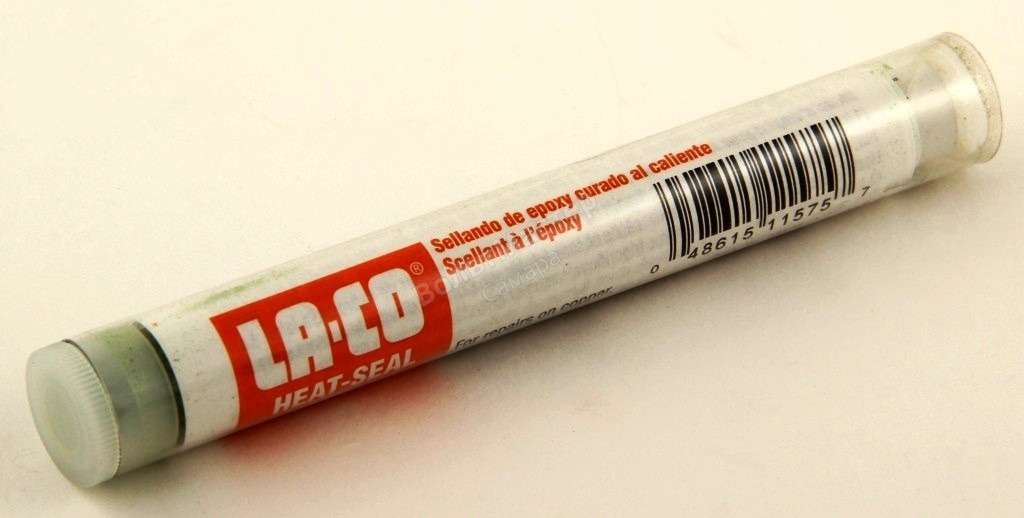 LA-CO®
HEAT-SEAL
Sellando de epoxy curado al caliente
Scellant à l'époxy
For repairs on copper,
0 48615 11575 7
Самара